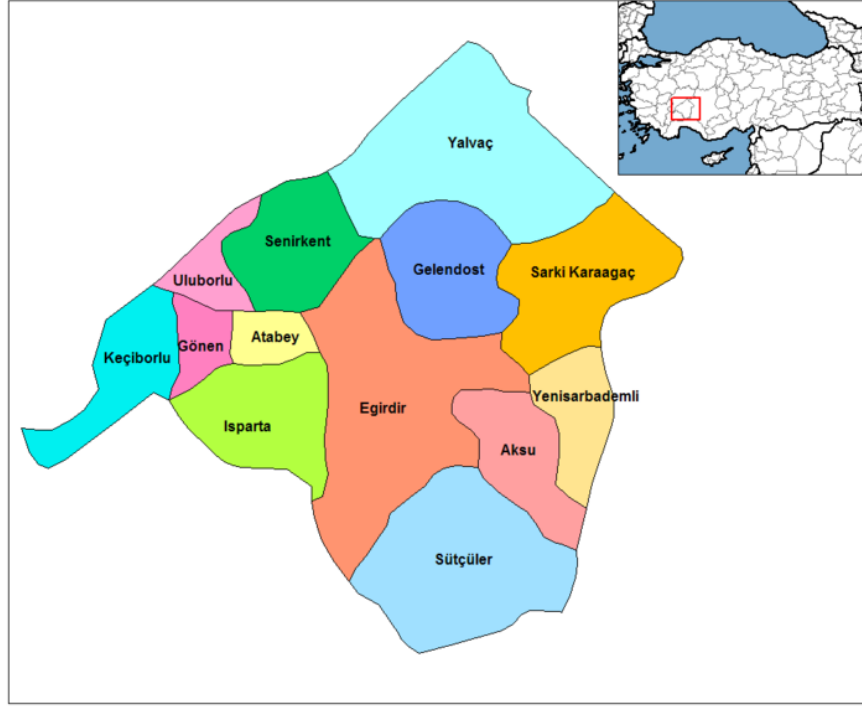 Yalvaç
Senirkent
Gelendost
Sarki Karaagaç
Uluborlu
Keçiborlu
Gönen
Atabey
Yenisarbademli
Egirdir
Isparta
Aksu
Sütçüler